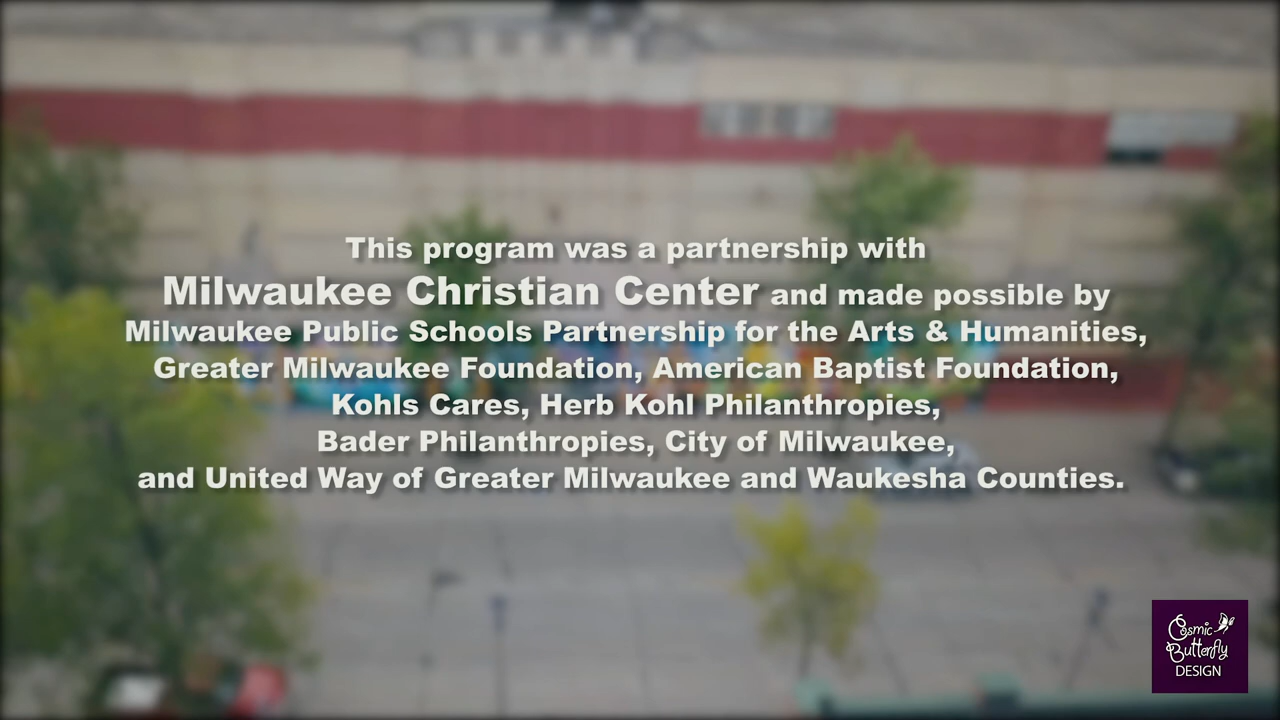 This program was a partnership with
Milwaukee Christian Center and made possible by
Milwaukee Public Schools Partnership for the Arts & Humanities,
Greater Milwaukee Foundation, American Baptist Foundation,
Kohls Cares, Herb Kohl Philanthropies,
Bader Philanthropies, City of Milwaukee,
and United Way of Greater Milwaukee and Waukesha Counties.
Cosmic
Butterfly
DESIGN